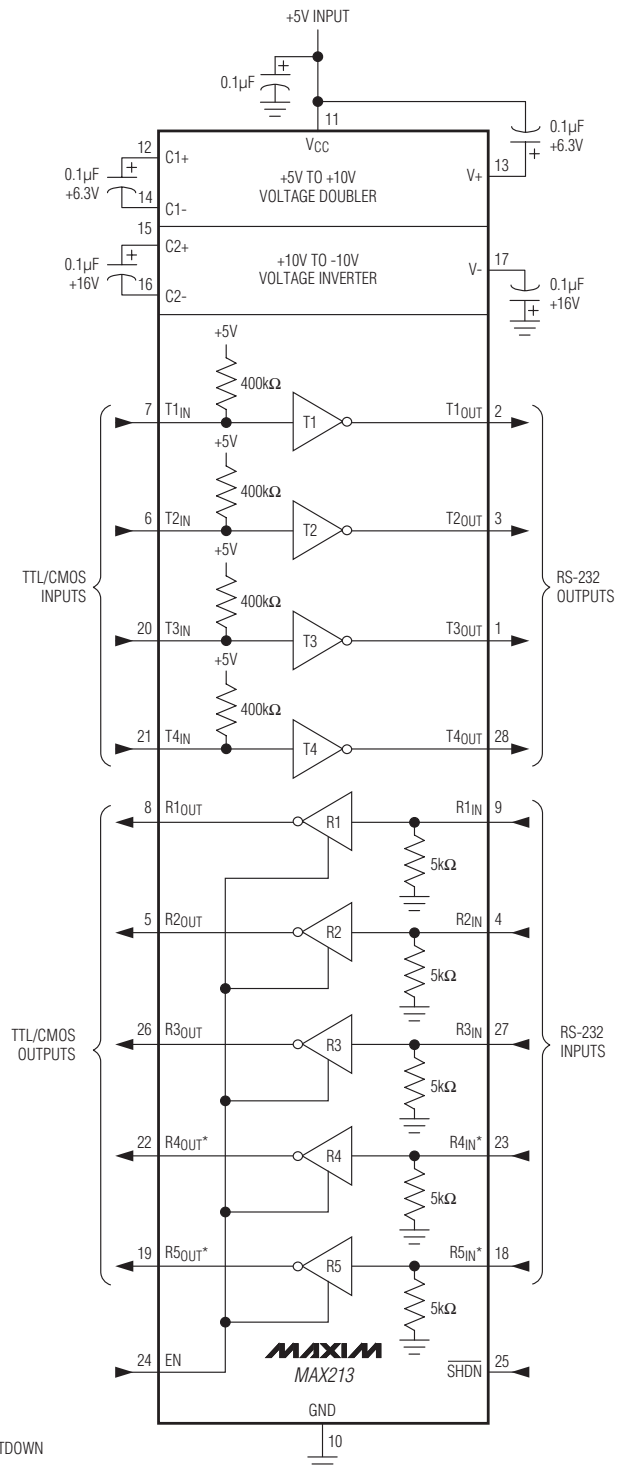 +5V INPUT
0.1µF
+
11
0.1µF
+6.3V
+
12
C1+
VCC
+5V TO +10V
VOLTAGE DOUBLER
V+
13
0.1µF
+6.3V
+
14
C1-
15
C2+
+10V TO -10V
VOLTAGE INVERTER
V-
17
0.1µF
+16V
+
16
C2-
0.1µF
+16V
+
+5V
400kΩ
7
T1IN
T1
T1OUT
2
+5V
400kΩ
6
T2IN
T2
T2OUT
3
+5V
TTL/CMOS
INPUTS
RS-232
OUTPUTS
400kΩ
20
T3IN
T3
T3OUT
1
+5V
400kΩ
21
T4IN
T4
T4OUT
28
8
R1OUT
R1
R1IN
9
5kΩ
5
R2OUT
R2
R2IN
4
5kΩ
TTL/CMOS
OUTPUTS
RS-232
INPUTS
26
R3OUT
R3
R3IN
27
5kΩ
22
R4OUT*
R4
R4IN*
23
5kΩ
19
R5OUT*
R5
R5IN*
18
5kΩ
24
EN
MAXIM
MAX213
SHDN
25
GND
10
TDOWN